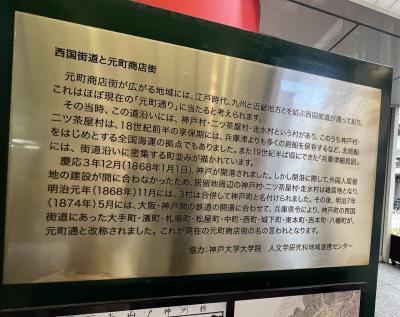 西国街道と元町商店街
元町商店街が広がる地域には、江戸時代、九州と近畿地方とを結ぶ西国街道が通っており、
これはほぼ現在の「元町通り」に当たると考えられます。
その当時、この道沿いには、神戸村・二ツ茶屋村・走水村という村があり、このうち神戸村・
二ツ茶屋村は、18世紀前半の享保期には、兵庫津よりも多くの廻船を保有するなど、北前船
をはじめとする全国海運の拠点でもありました。また19世紀半ば頃にできた「兵庫津細見図」
には、街道沿いに密集する町並みが描かれています。
慶応3年12月(1868年1月1日)、神戸が開港されました。しかし開港に際して、外国人居留
地の建設が間に合わなかったため、居留地周辺の神戸村・二ツ茶屋村・走水村は雑居地となり、
明治元年(1868年)11月には、3村は合併して神戸町と名付けられました。その後、明治7年
(1874年)5月には、大阪・神戸間の鉄道の開通に合わせて、兵庫県令により、神戸町の西国
街道にあった大手町・濱町・札場町・松屋町・中町・西町・城下町・東本町・西本町・八幡町が、
元町通と改称されました。これが現在の元町商店街の名の言われとなります。
協力：神戸大学大学院 人文学研究科地域連携センター